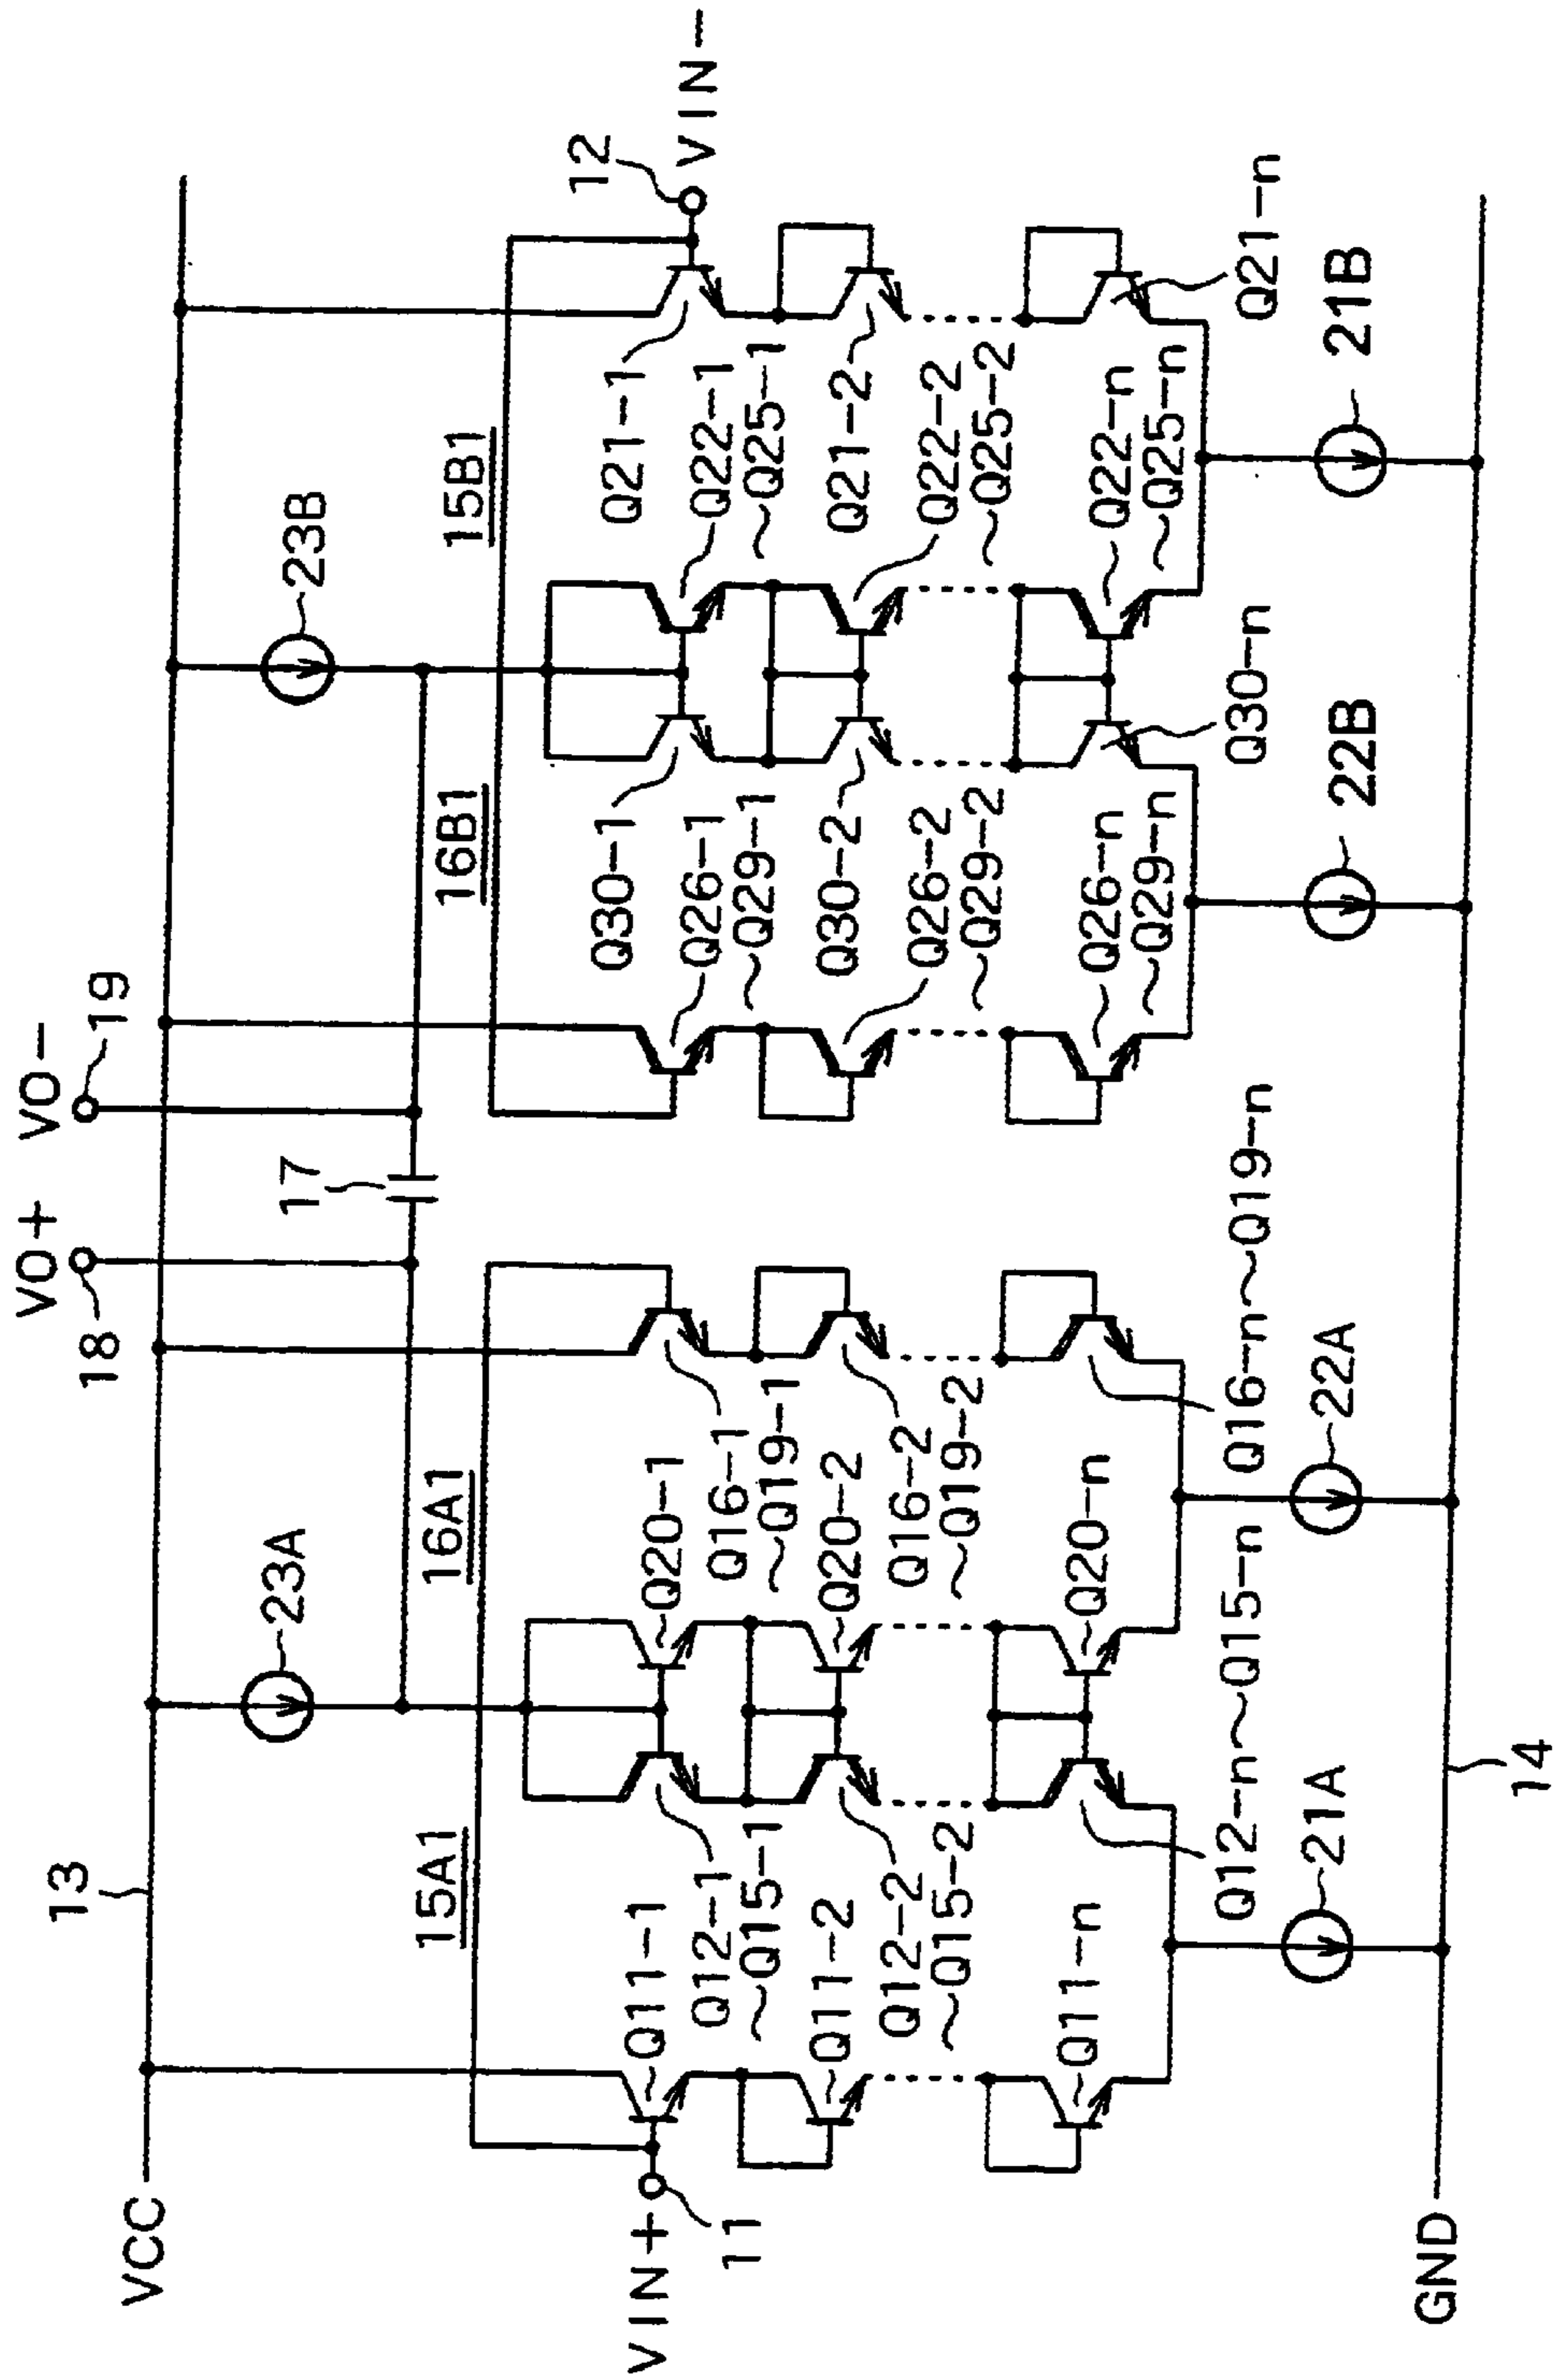 VCC
13
VO+
18
VO-
19
23A
17
23B
15A1
16A1
16B1
15B1
VIN+
11
12
VIN-
Q11-1
Q12-1
~Q15-1
Q20-1
Q16-1
~Q19-1
Q30-1
Q26-1
~Q29-1
Q21-1
Q22-1
~Q25-1
Q11-2
Q12-2
~Q15-2
Q20-2
Q16-2
~Q19-2
Q30-2
Q26-2
~Q29-2
Q21-2
Q22-2
~Q25-2
Q11-n
Q12-n~Q15-n
Q20-n
Q16-n~Q19-n
Q26-n
~Q29-n
Q30-n
Q22-n
~Q25-n
Q21-n
21A
22A
22B
21B
GND
14